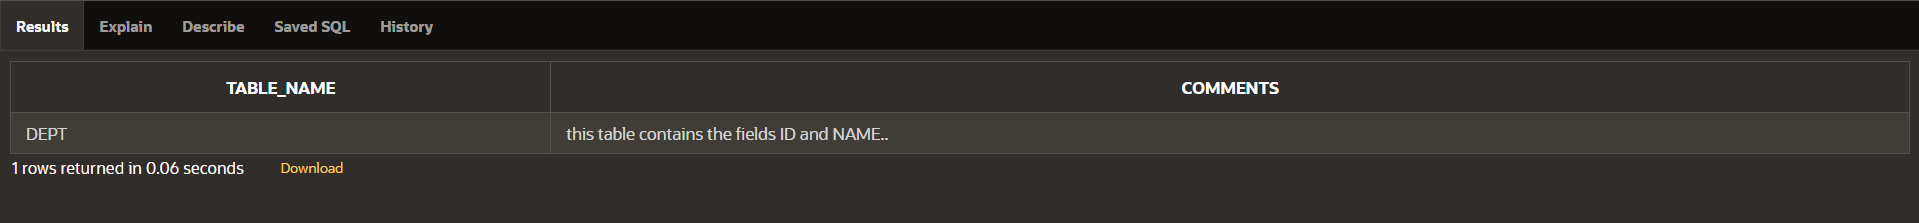 Results Explain Describe Saved SQL History
TABLE_NAME COMMENTS
DEPT this table contains the fields ID and NAME..
1 rows returned in 0.06 seconds Download